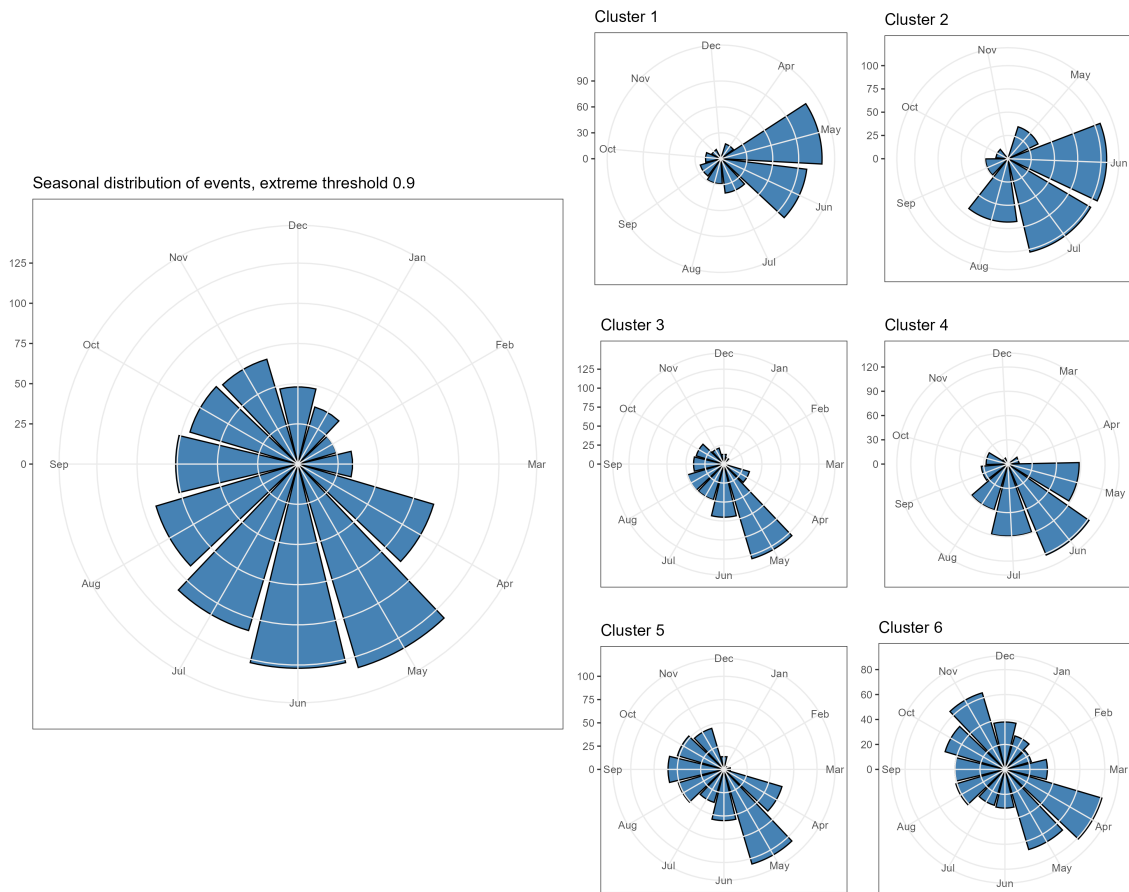 Seasonal distribution of events, extreme threshold 0.9
125
100
75
50
25
0
Dec
Jan
Feb
Mar
Apr
May
Jun
Jul
Aug
Sep
Oct
Nov
Cluster 1
90
60
30
0
Dec
Apr
May
Jun
Jul
Aug
Sep
Oct
Nov
Cluster 2
100
75
50
25
0
Nov
May
Jun
Jul
Aug
Sep
Oct
Cluster 3
125
100
75
50
25
0
Dec
Jan
Feb
Mar
Apr
May
Jun
Jul
Aug
Sep
Oct
Nov
Cluster 4
120
90
60
30
0
Dec
Mar
Apr
May
Jun
Jul
Aug
Sep
Oct
Nov
Cluster 5
100
75
50
25
0
Dec
Jan
Feb
Mar
Apr
May
Jun
Jul
Aug
Sep
Oct
Nov
Cluster 6
80
60
40
20
0
Dec
Jan
Feb
Mar
Apr
May
Jun
Jul
Aug
Sep
Oct
Nov